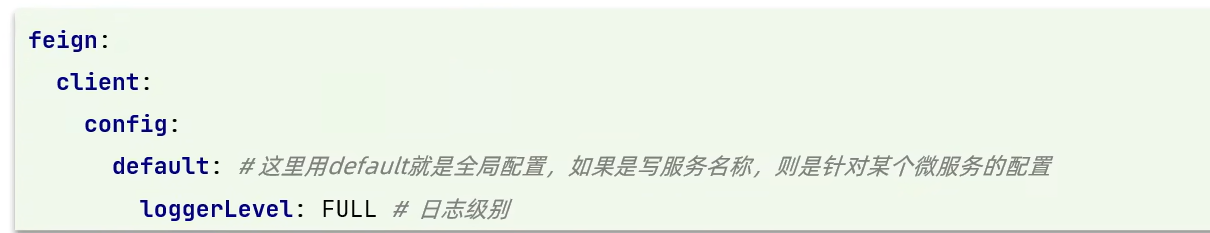 feign:
client:
config:
default: # 这里用default就是全局配置，如果是写服务名称，则是针对某个微服务的配置
loggerLevel: FULL # 日志级别